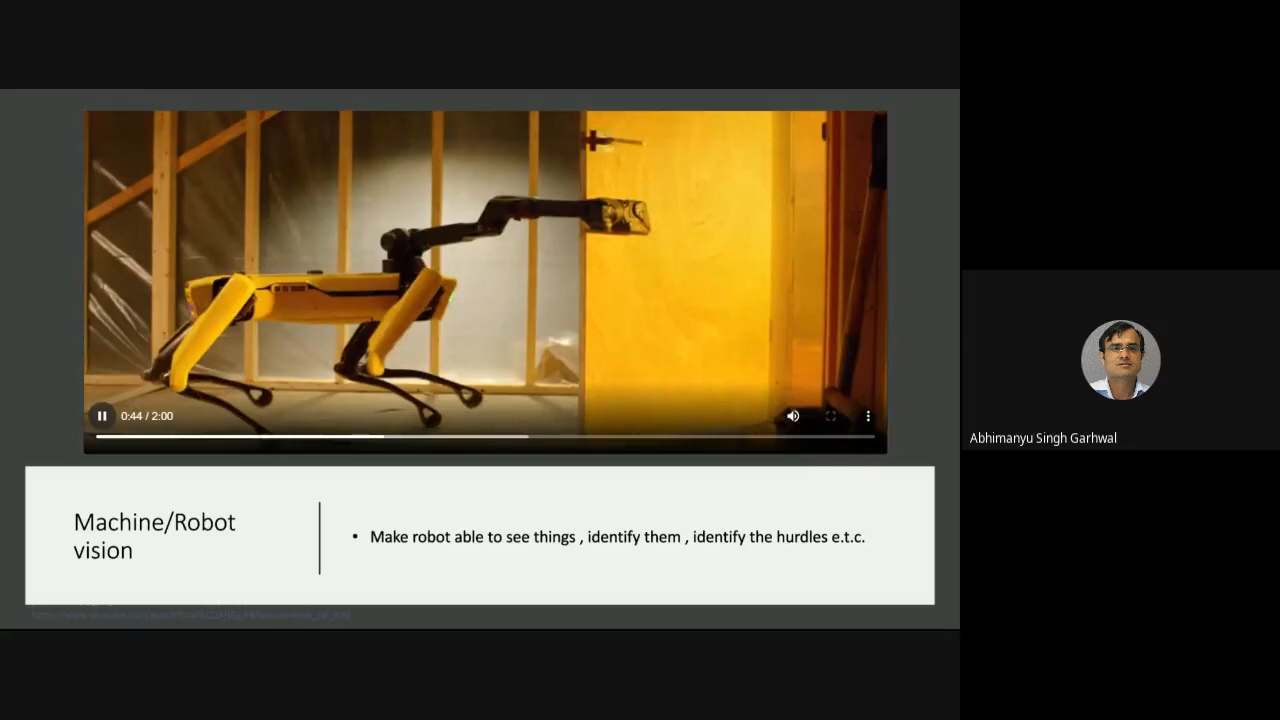 0:44 / 2:00
Machine/Robot
vision
• Make robot able to see things , identify them , identify the hurdles e.t.c.
Abhimanyu Singh Garhwal